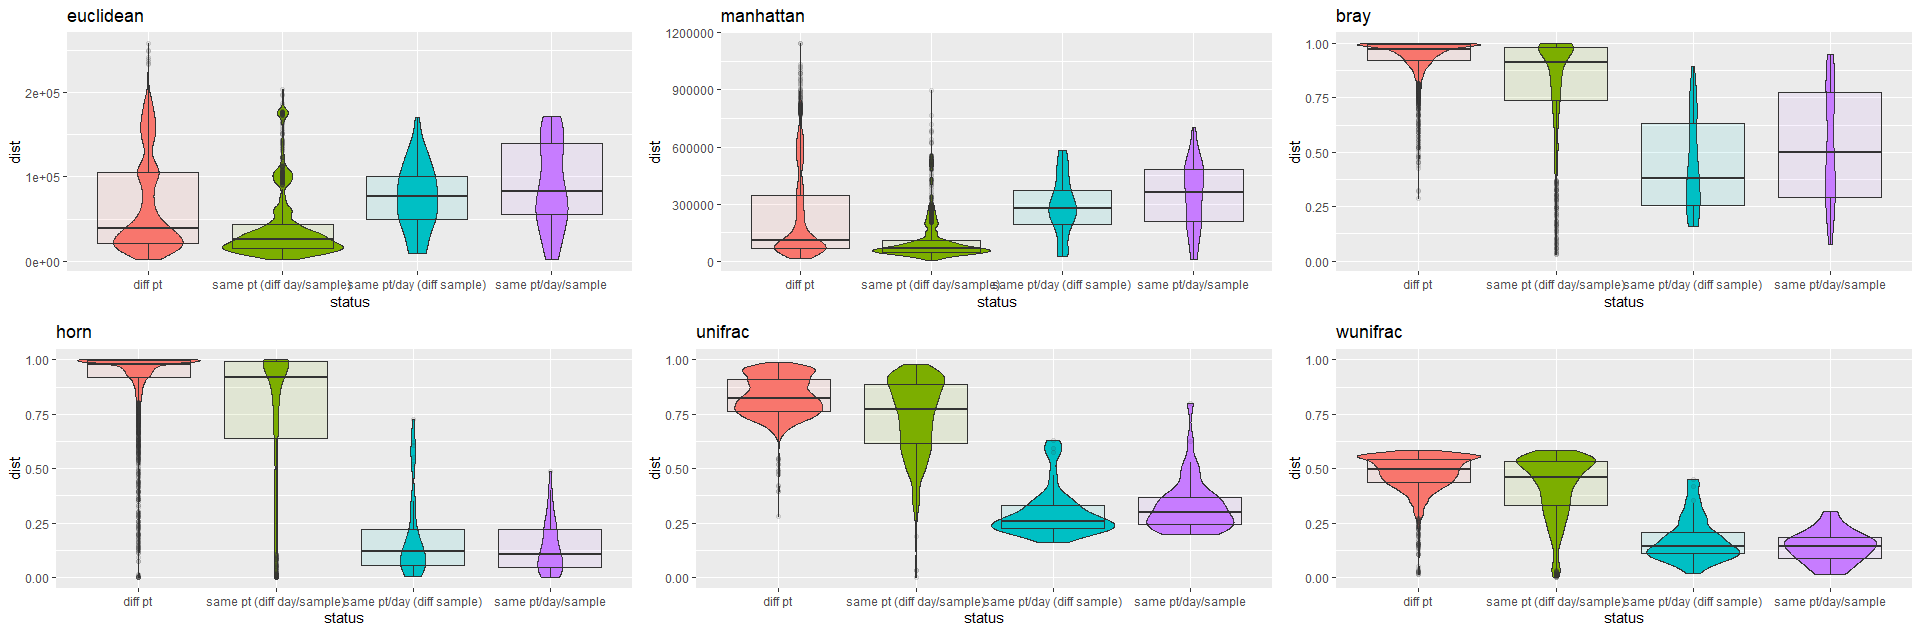 euclidean
dist
2e+05
1e+05
0e+00
diff pt
same pt (diff day/sample)
same pt/day (diff sample)
same pt/day/sample
status
manhattan
dist
1200000
900000
600000
300000
0
diff pt
same pt (diff day/sample)
same pt/day (diff sample)
same pt/day/sample
status
bray
dist
1.00
0.75
0.50
0.25
0.00
diff pt
same pt (diff day/sample)
same pt/day (diff sample)
same pt/day/sample
status
horn
dist
1.00
0.75
0.50
0.25
0.00
diff pt
same pt (diff day/sample)
same pt/day (diff sample)
same pt/day/sample
status
unifrac
dist
1.00
0.75
0.50
0.25
0.00
diff pt
same pt (diff day/sample)
same pt/day (diff sample)
same pt/day/sample
status
wunifrac
dist
1.00
0.75
0.50
0.25
0.00
diff pt
same pt (diff day/sample)
same pt/day (diff sample)
same pt/day/sample
status